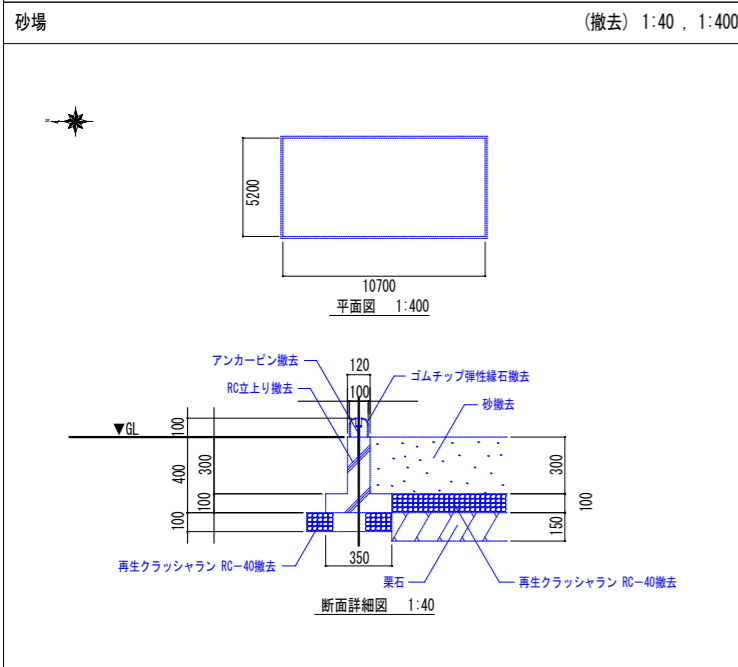 砂場
(撤去) 1:40 , 1:400
5200
10700
平面図 1:400
アンカーピン撤去
120
ゴムチップ弾性縁石撤去
RC立上り撤去
100
砂撤去
▼GL
100
400
300
300
100
100
100
150
350
再生クラッシャラン RC−40撤去
栗石
再生クラッシャラン RC−40撤去
断面詳細図 1:40